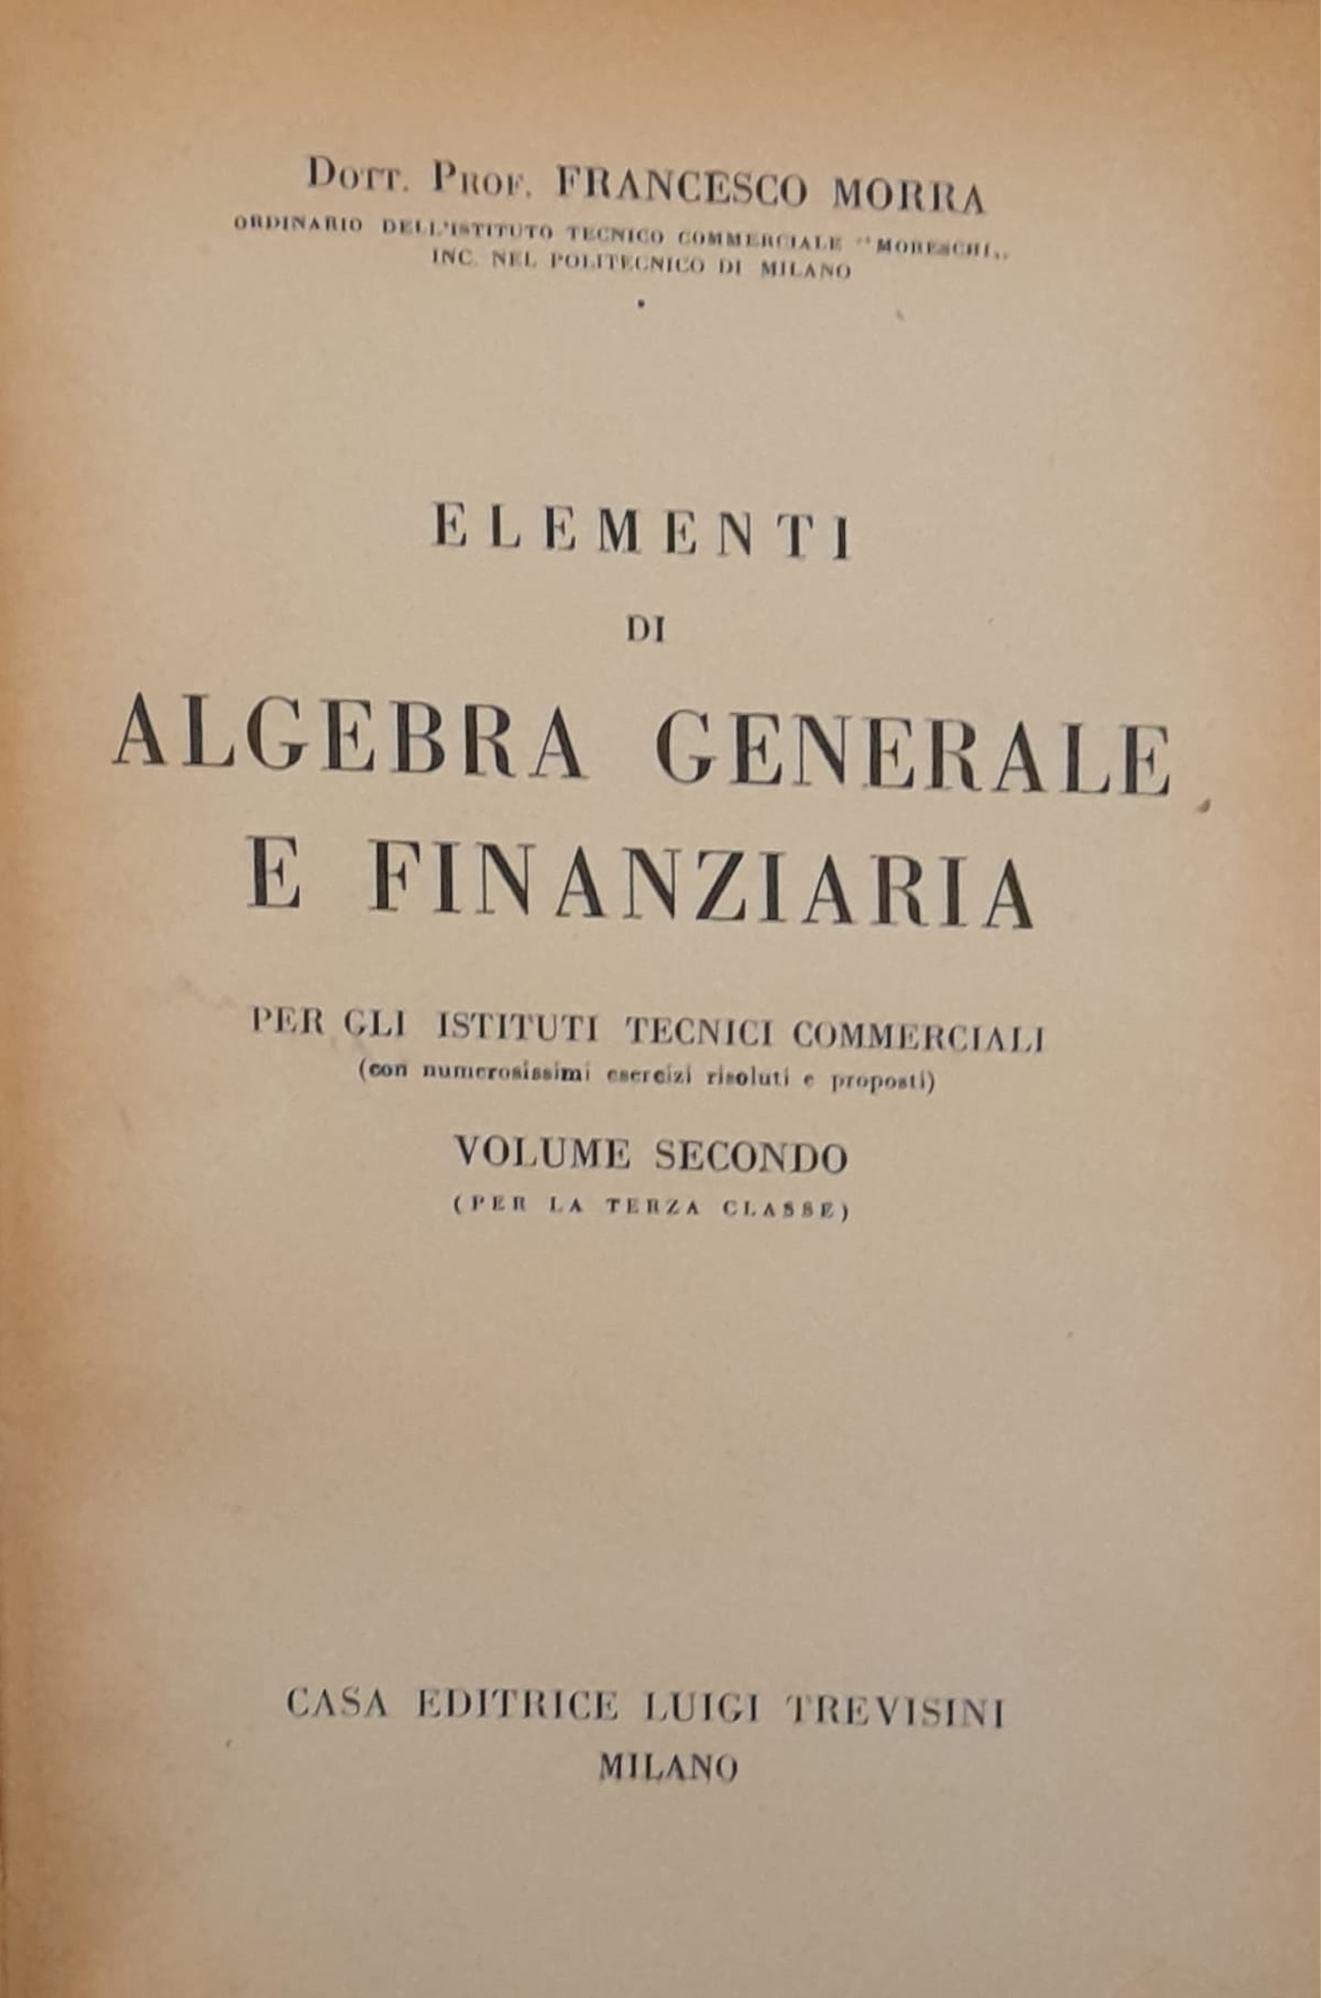 DOTT. PROF. FRANCESCO MORRA
ORDINARIO DELL'ISTITUTO TECNICO COMMERCIALE "MORESCHI„
INC. NEL POLITECNICO DI MILANO
ELEMENTI
DI
ALGEBRA GENERALE
E FINANZIARIA
PER GLI ISTITUTI TECNICI COMMERCIALI
(con numerosissimi esercizi risoluti e proposti)
VOLUME SECONDO
(PER LA TERZA CLASSE)
CASA EDITRICE LUIGI TREVISINI
MILANO